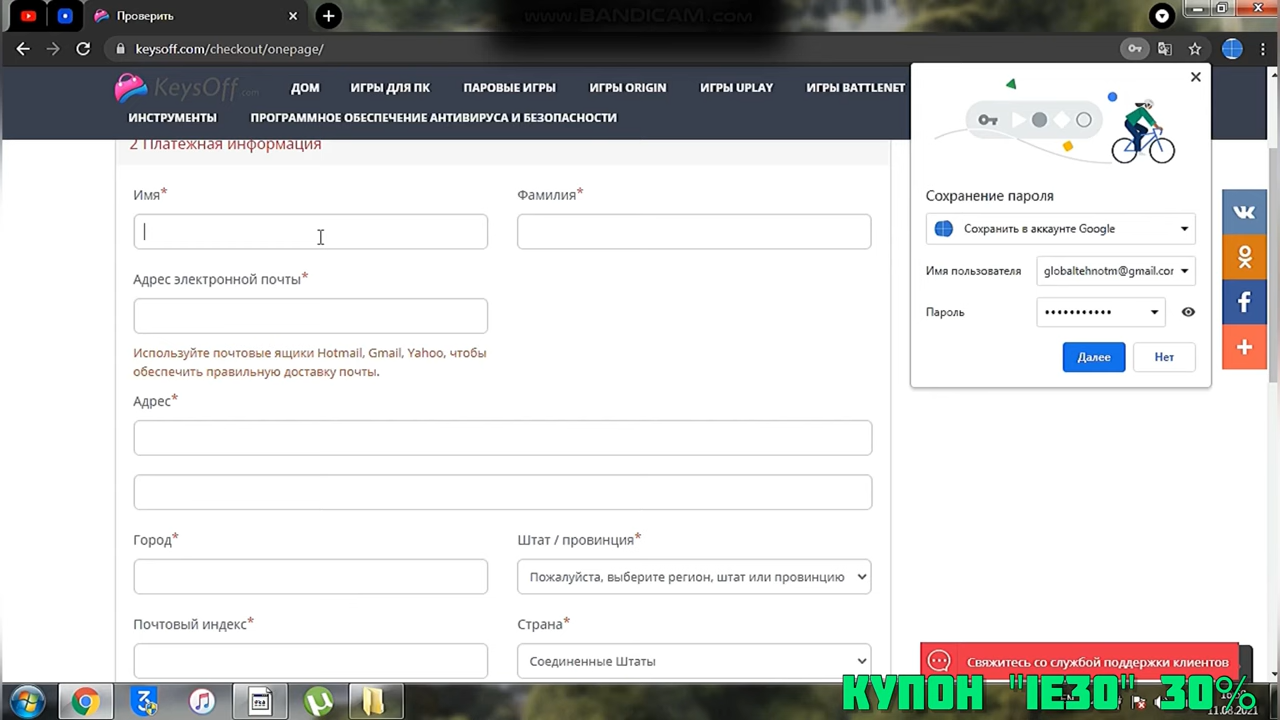 www.BANDICAM.com
Проверить
keysoff.com/checkout/onepage/
KeysOff.com
ДОМ ИГРЫ ДЛЯ ПК ПАРОВЫЕ ИГРЫ ИГРЫ ORIGIN ИГРЫ UPLAY ИГРЫ BATTLENET
ИНСТРУМЕНТЫ ПРОГРАММНОЕ ОБЕСПЕЧЕНИЕ АНТИВИРУСА И БЕЗОПАСНОСТИ
2 Платежная информация
Имя* Фамилия*
Адрес электронной почты*
Используйте почтовые ящики Hotmail, Gmail, Yahoo, чтобы
обеспечить правильную доставку почты.
Адрес*
Город* Штат / провинция*
Пожалуйста, выберите регион, штат или провинцию
Почтовый индекс* Страна*
Соединенные Штаты
Сохранение пароля
Сохранить в аккаунте Google
Имя пользователя globaltehnotm@gmail.cor
Пароль •••••••••••
Далее Нет
Свяжитесь со службой поддержки клиентов
КУПОН "IE30" 30%
11.08.2021